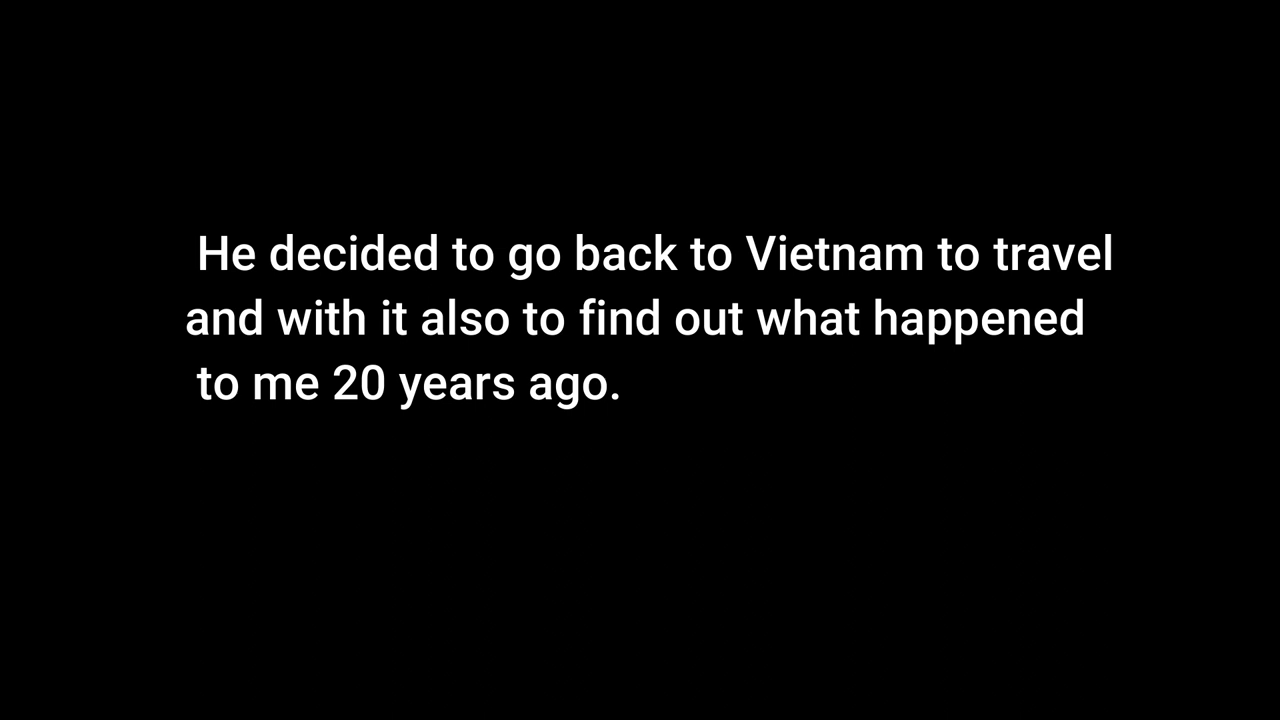 He decided to go back to Vietnam to travel
and with it also to find out what happened
to me 20 years ago.